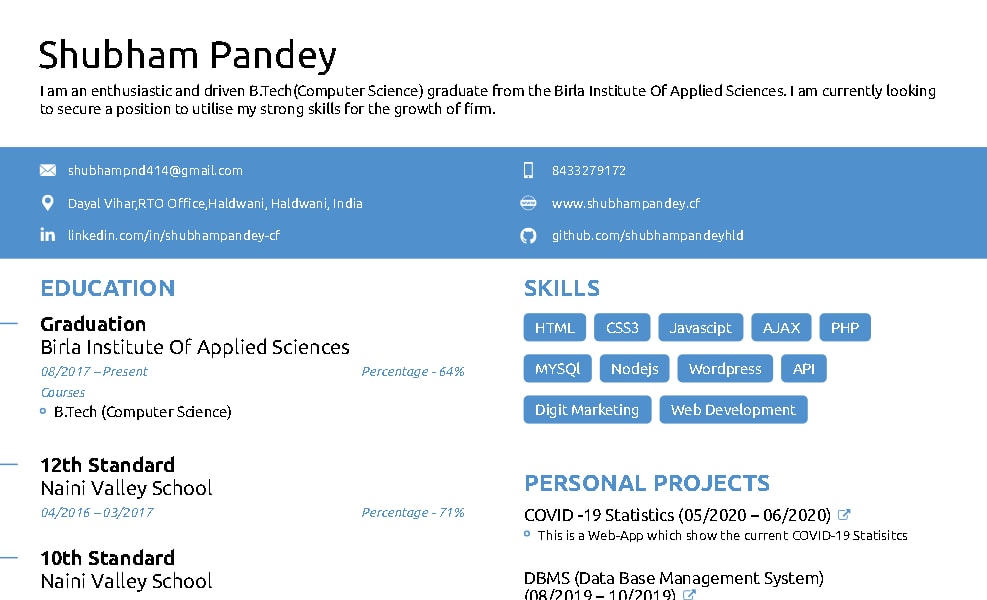 Shubham Pandey
I am an enthusiastic and driven B.Tech(Computer Science) graduate from the Birla Institute Of Applied Sciences. I am currently looking
to secure a position to utilise my strong skills for the growth of firm.
shubhampnd414@gmail.com
8433279172
Dayal Vihar,RTO Office,Haldwani, Haldwani, India
www.shubhampandey.cf
linkedin.com/in/shubhampandey-cf
github.com/shubhampandeyhld
EDUCATION
Graduation
Birla Institute Of Applied Sciences
08/2017 – Present
Percentage - 64%
Courses
B.Tech (Computer Science)
12th Standard
Naini Valley School
04/2016 – 03/2017
Percentage - 71%
10th Standard
Naini Valley School
SKILLS
HTML CSS3 Javascipt AJAX PHP
MYSQl Nodejs Wordpress API
Digit Marketing Web Development
PERSONAL PROJECTS
COVID -19 Statistics (05/2020 – 06/2020)
This is a Web-App which show the current COVID-19 Statisitcs
DBMS (Data Base Management System)
(08/2019 – 10/2019)